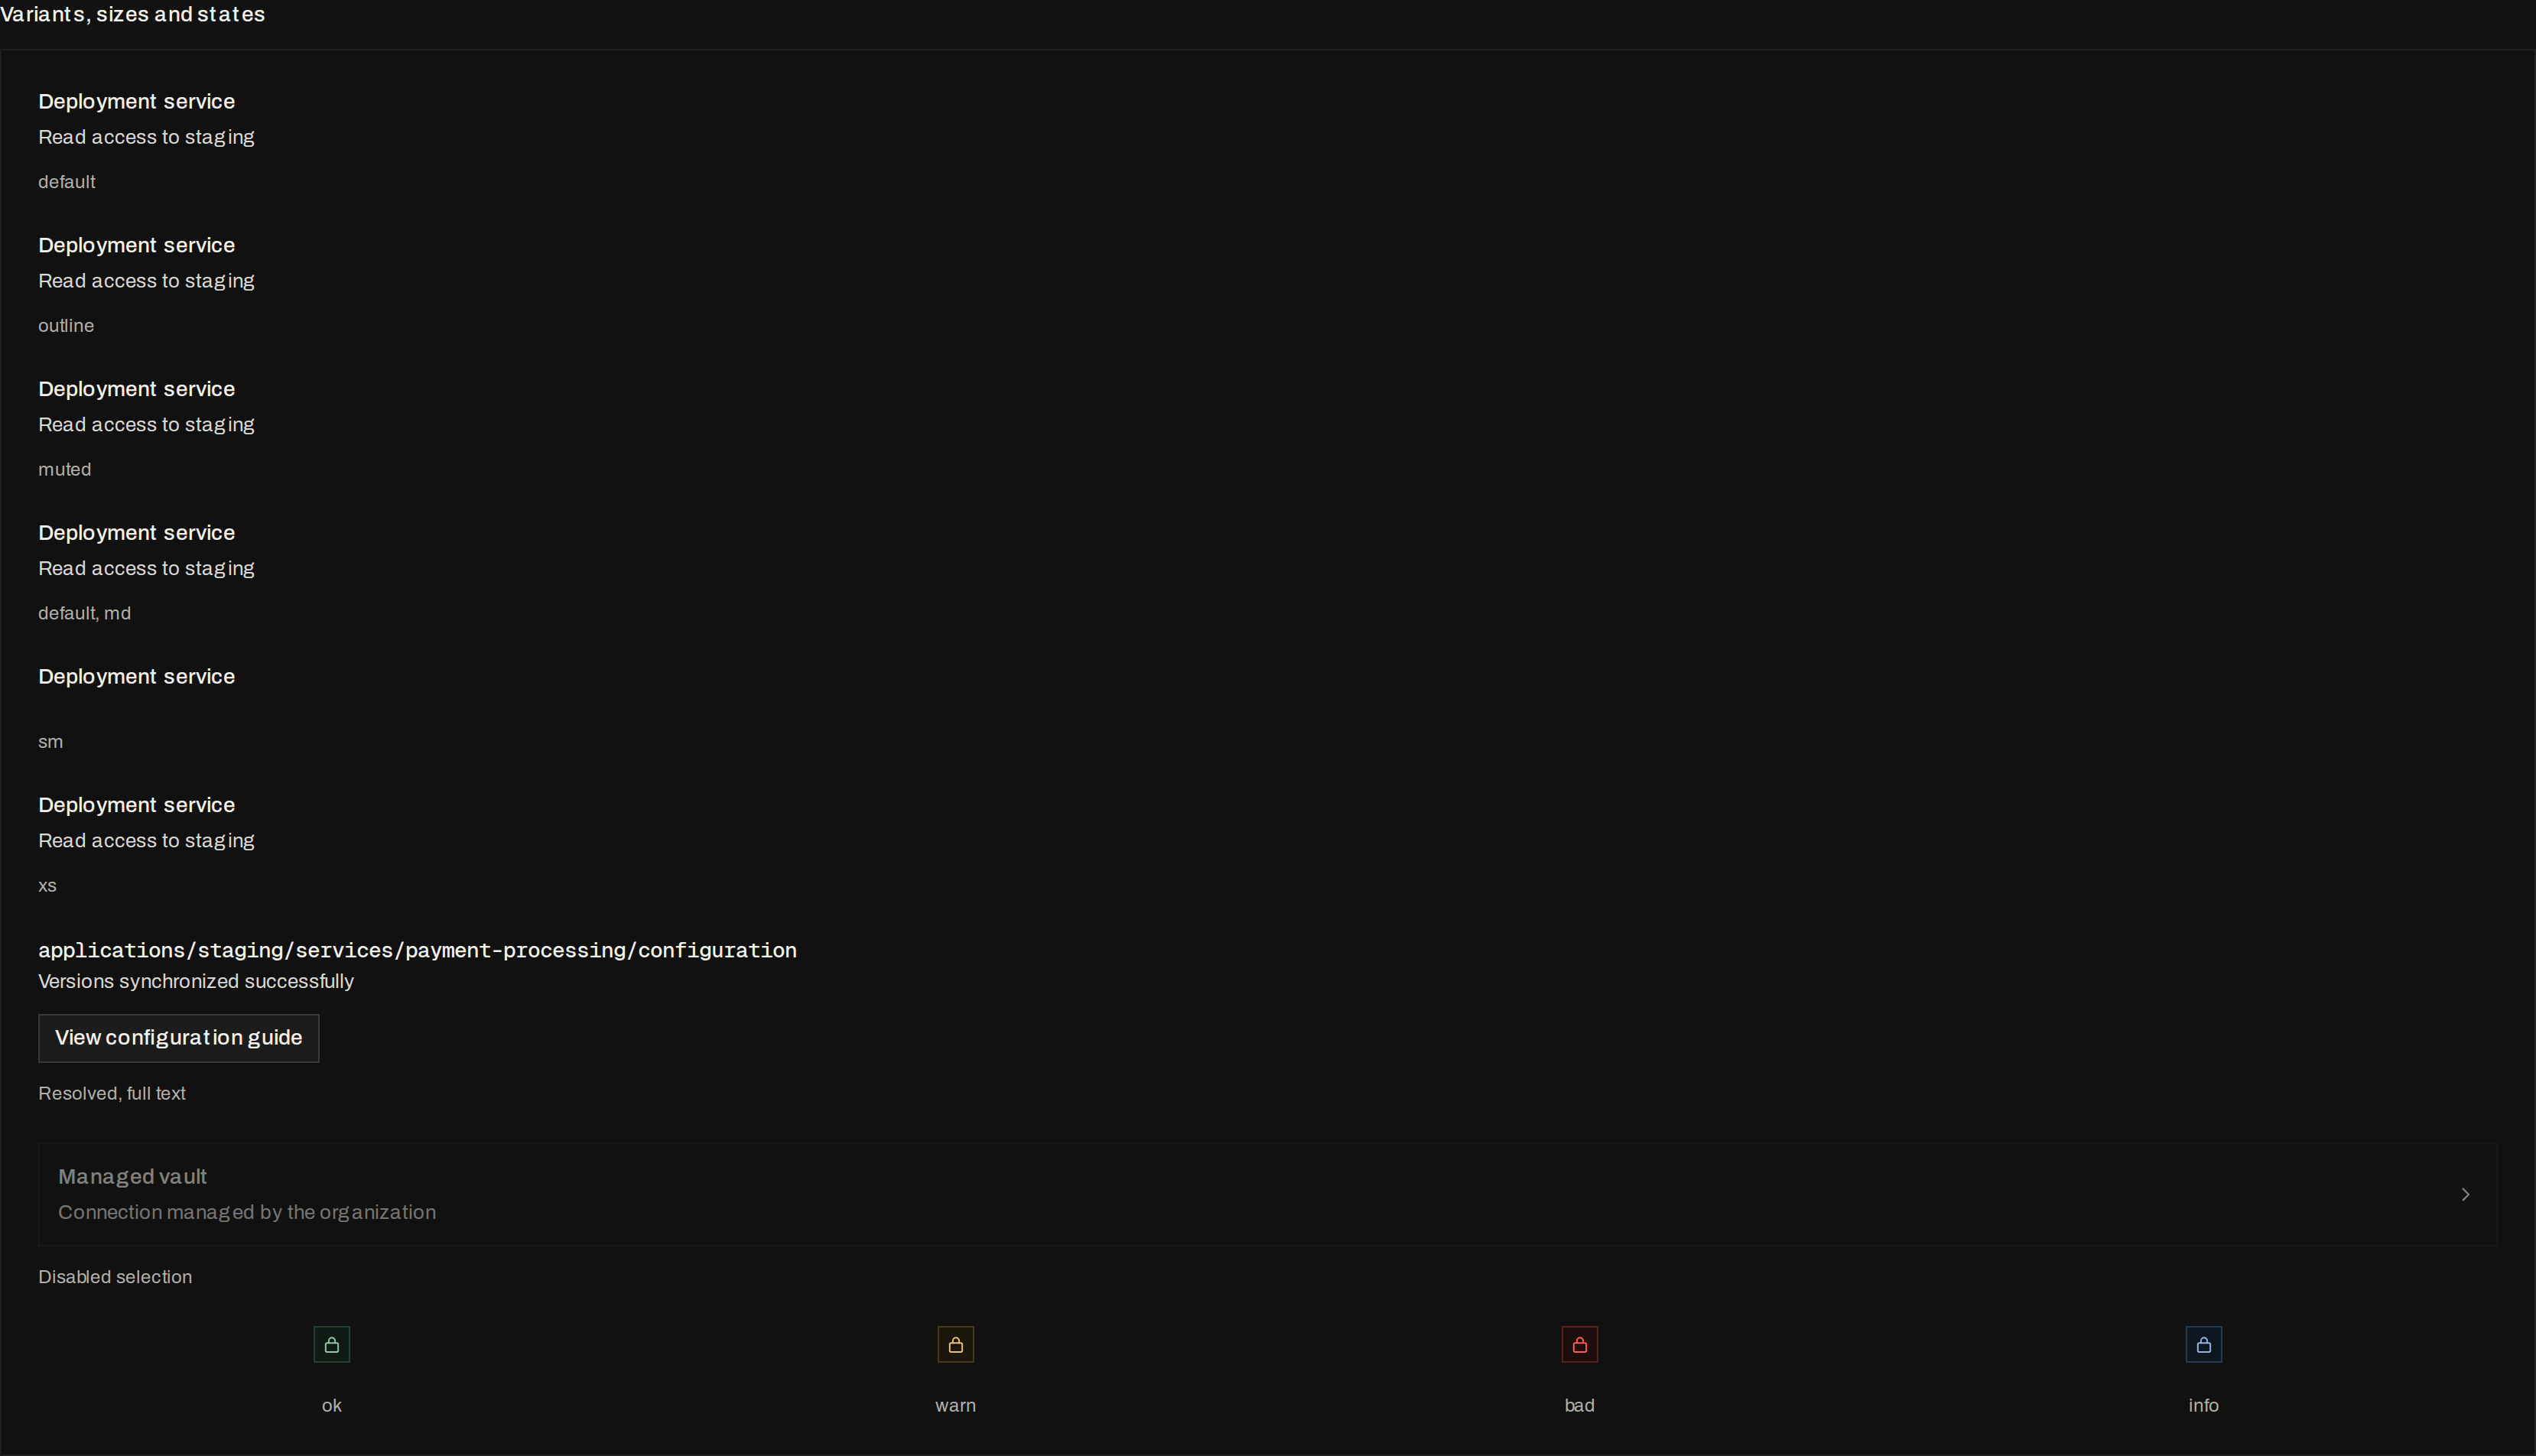 Variants, sizes and states
Deployment service
Read access to staging
default
Deployment service
Read access to staging
outline
Deployment service
Read access to staging
muted
Deployment service
Read access to staging
default, md
Deployment service
sm
Deployment service
Read access to staging
xs
applications/staging/services/payment-processing/configuration
Versions synchronized successfully
View configuration guide
Resolved, full text
Managed vault
Connection managed by the organization
Disabled selection
ok
warn
bad
info